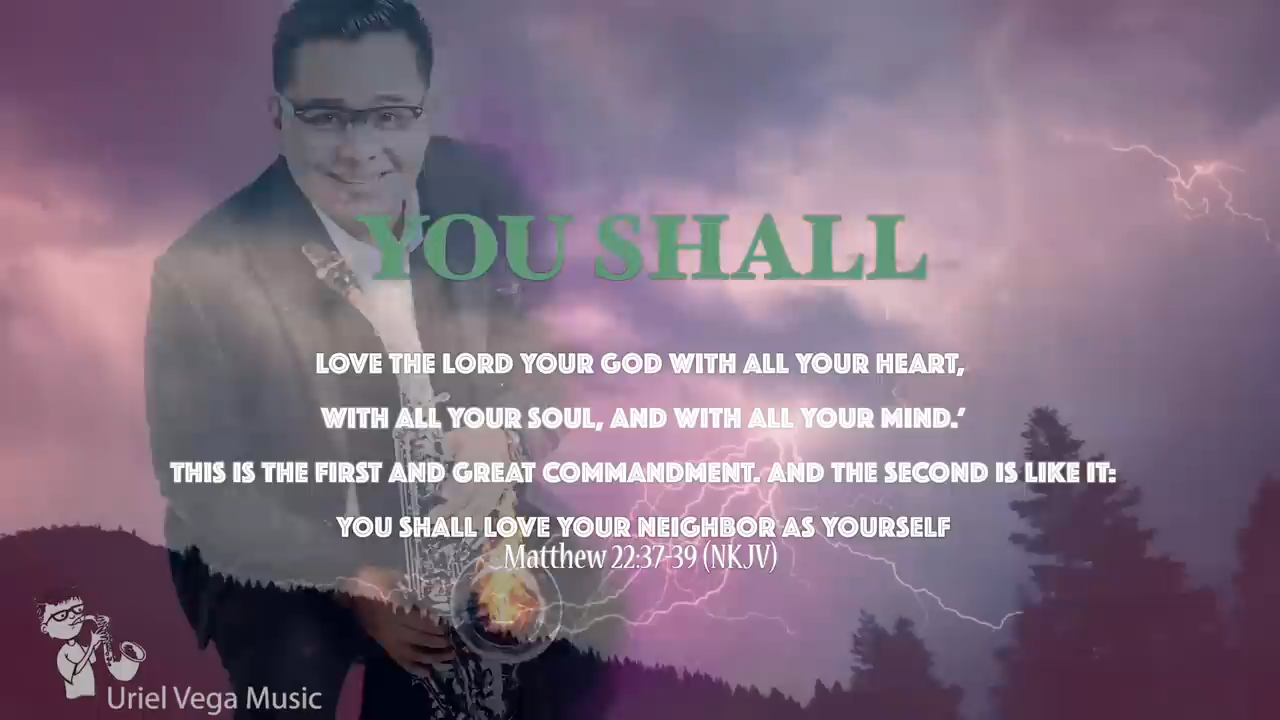 YOU SHALL
LOVE THE LORD YOUR GOD WITH ALL YOUR HEART,
WITH ALL YOUR SOUL, AND WITH ALL YOUR MIND.'
THIS IS THE FIRST AND GREAT COMMANDMENT. AND THE SECOND IS LIKE IT:
YOU SHALL LOVE YOUR NEIGHBOR AS YOURSELF
Matthew 22:37-39 (NKJV)
Uriel Vega Music